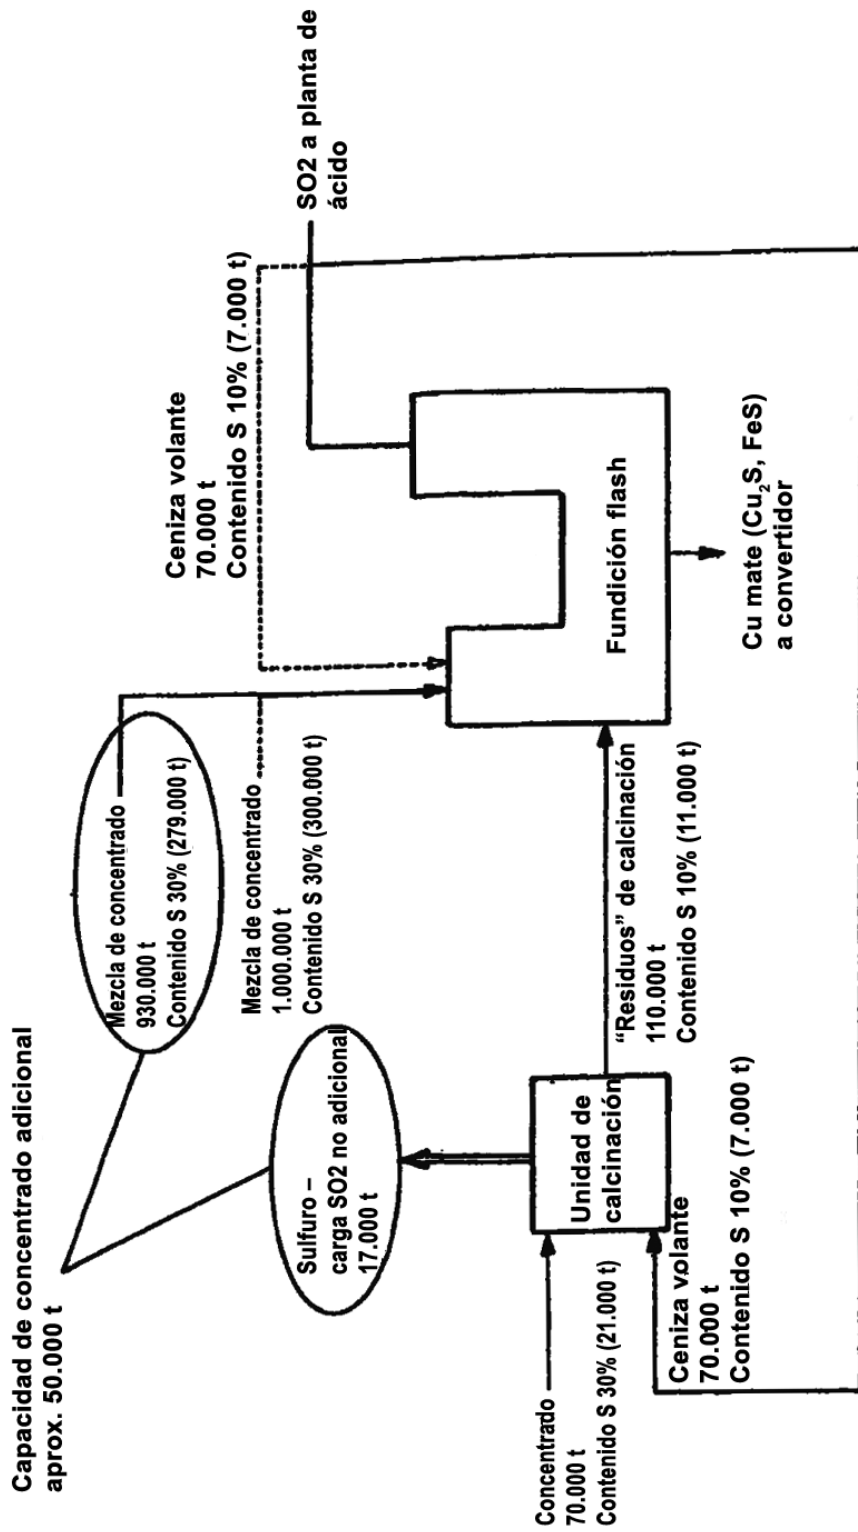 Capacidad de concentrado adicional
aprox. 50.000 t
Mezcla de concentrado
930.000 t
Contenido S 30% (279.000 t)
Mezcla de concentrado
1.000.000 t
Contenido S 30% (300.000 t)
Ceniza volante
70.000 t
Contenido S 10% (7.000 t)
SO2 a planta de
ácido
Sulfuro –
carga SO2 no adicional
17.000 t
Concentrado
70.000 t
Contenido S 30% (21.000 t)
Unidad de
calcinación
Ceniza volante
70.000 t
Contenido S 10% (7.000 t)
“Residuos” de calcinación
110.000 t
Contenido S 10% (11.000 t)
Fundición flash
Cu mate (Cu₂S, FeS)
a convertidor